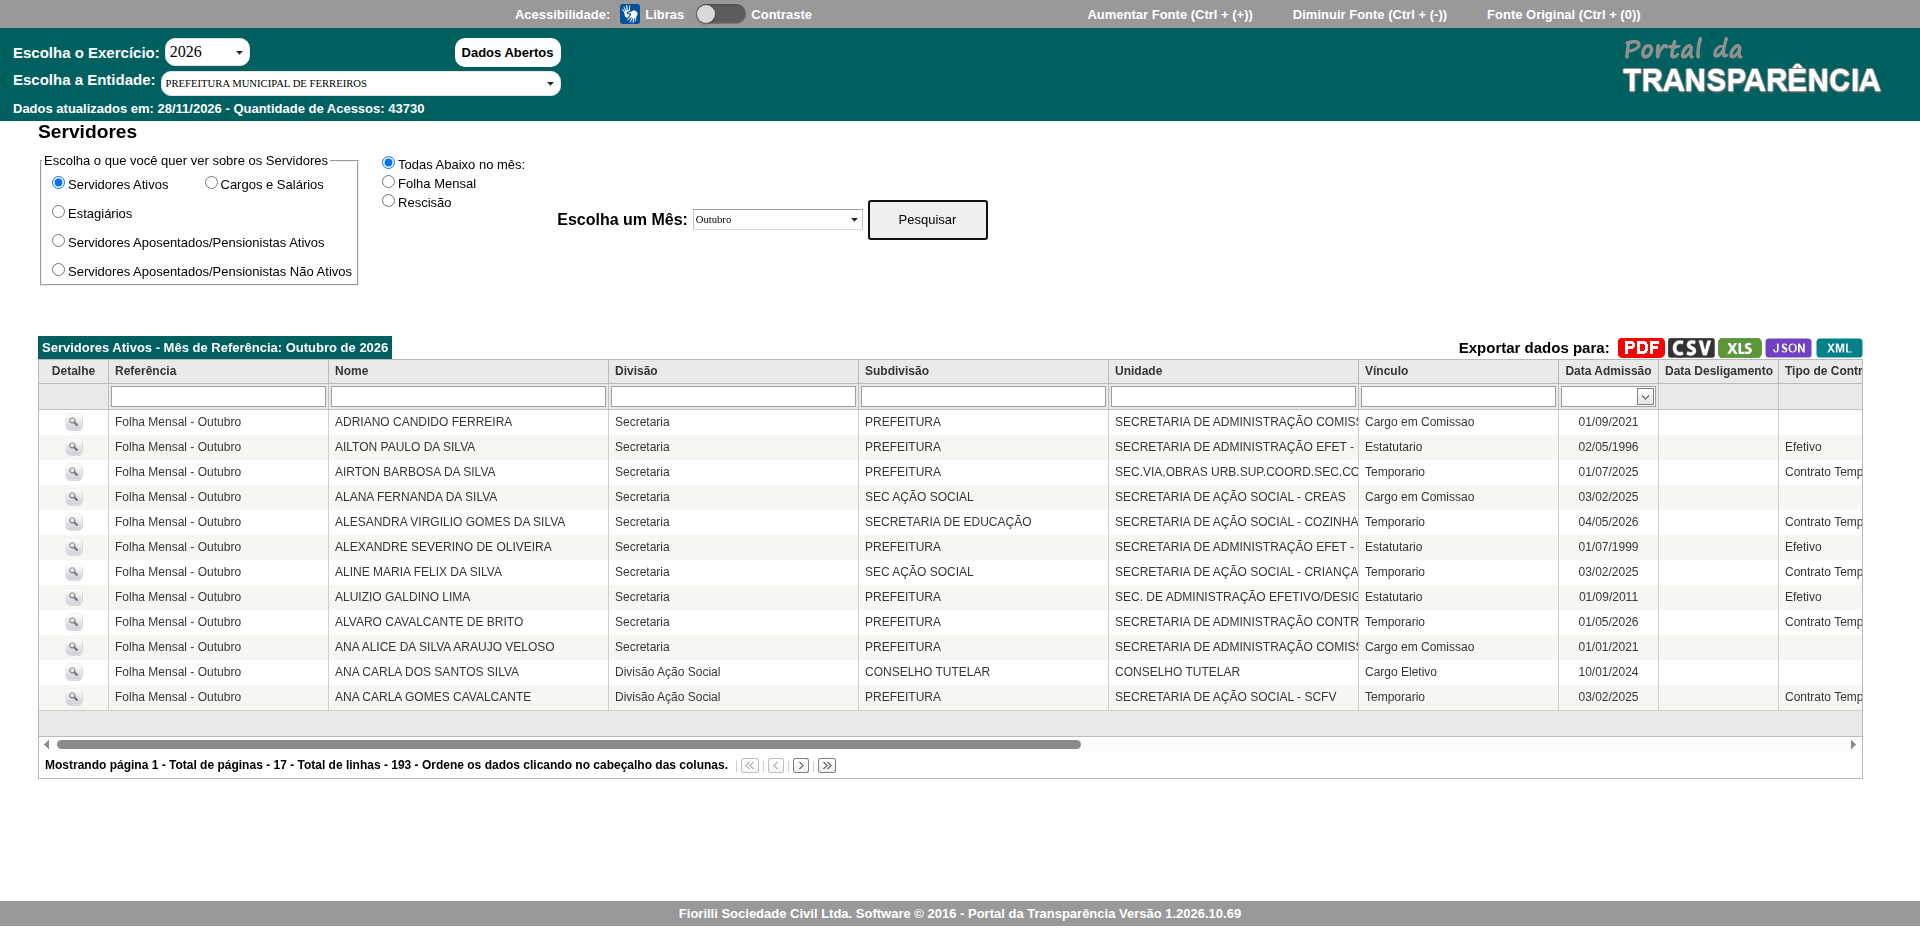 Acessibilidade: Libras Contraste Aumentar Fonte (Ctrl + (+)) Diminuir Fonte (Ctrl + (-)) Fonte Original (Ctrl + (0))
Escolha o Exercício: 2026 Dados Abertos
Escolha a Entidade: PREFEITURA MUNICIPAL DE FERREIROS
Dados atualizados em: 28/11/2026 - Quantidade de Acessos: 43730
Portal da
TRANSPARÊNCIA
Servidores
Escolha o que você quer ver sobre os Servidores
Servidores Ativos Cargos e Salários
Estagiários
Servidores Aposentados/Pensionistas Ativos
Servidores Aposentados/Pensionistas Não Ativos
Todas Abaixo no mês:
Folha Mensal
Rescisão
Escolha um Mês: Outubro Pesquisar
Servidores Ativos - Mês de Referência: Outubro de 2026 Exportar dados para: PDF CSV XLS JSON XML
Detalhe Referência Nome Divisão Subdivisão Unidade Vínculo Data Admissão Data Desligamento Tipo de Contr
Folha Mensal - Outubro ADRIANO CANDIDO FERREIRA Secretaria PREFEITURA SECRETARIA DE ADMINISTRAÇÃO COMISS Cargo em Comissao 01/09/2021
Folha Mensal - Outubro AILTON PAULO DA SILVA Secretaria PREFEITURA SECRETARIA DE ADMINISTRAÇÃO EFET - Estatutario 02/05/1996 Efetivo
Folha Mensal - Outubro AIRTON BARBOSA DA SILVA Secretaria PREFEITURA SEC.VIA,OBRAS URB.SUP.COORD.SEC.CO Temporario 01/07/2025 Contrato Temp
Folha Mensal - Outubro ALANA FERNANDA DA SILVA Secretaria SEC AÇÃO SOCIAL SECRETARIA DE AÇÃO SOCIAL - CREAS Cargo em Comissao 03/02/2025
Folha Mensal - Outubro ALESANDRA VIRGILIO GOMES DA SILVA Secretaria SECRETARIA DE EDUCAÇÃO SECRETARIA DE AÇÃO SOCIAL - COZINHA Temporario 04/05/2026 Contrato Temp
Folha Mensal - Outubro ALEXANDRE SEVERINO DE OLIVEIRA Secretaria PREFEITURA SECRETARIA DE ADMINISTRAÇÃO EFET - Estatutario 01/07/1999 Efetivo
Folha Mensal - Outubro ALINE MARIA FELIX DA SILVA Secretaria SEC AÇÃO SOCIAL SECRETARIA DE AÇÃO SOCIAL - CRIANÇA Temporario 03/02/2025 Contrato Temp
Folha Mensal - Outubro ALUIZIO GALDINO LIMA Secretaria PREFEITURA SEC. DE ADMINISTRAÇÃO EFETIVO/DESIG Estatutario 01/09/2011 Efetivo
Folha Mensal - Outubro ALVARO CAVALCANTE DE BRITO Secretaria PREFEITURA SECRETARIA DE ADMINISTRAÇÃO CONTR Temporario 01/05/2026 Contrato Temp
Folha Mensal - Outubro ANA ALICE DA SILVA ARAUJO VELOSO Secretaria PREFEITURA SECRETARIA DE ADMINISTRAÇÃO COMISS Cargo em Comissao 01/01/2021
Folha Mensal - Outubro ANA CARLA DOS SANTOS SILVA Divisão Ação Social CONSELHO TUTELAR CONSELHO TUTELAR Cargo Eletivo 10/01/2024
Folha Mensal - Outubro ANA CARLA GOMES CAVALCANTE Divisão Ação Social PREFEITURA SECRETARIA DE AÇÃO SOCIAL - SCFV Temporario 03/02/2025 Contrato Temp
Mostrando página 1 - Total de páginas - 17 - Total de linhas - 193 - Ordene os dados clicando no cabeçalho das colunas.
Fiorilli Sociedade Civil Ltda. Software © 2016 - Portal da Transparência Versão 1.2026.10.69